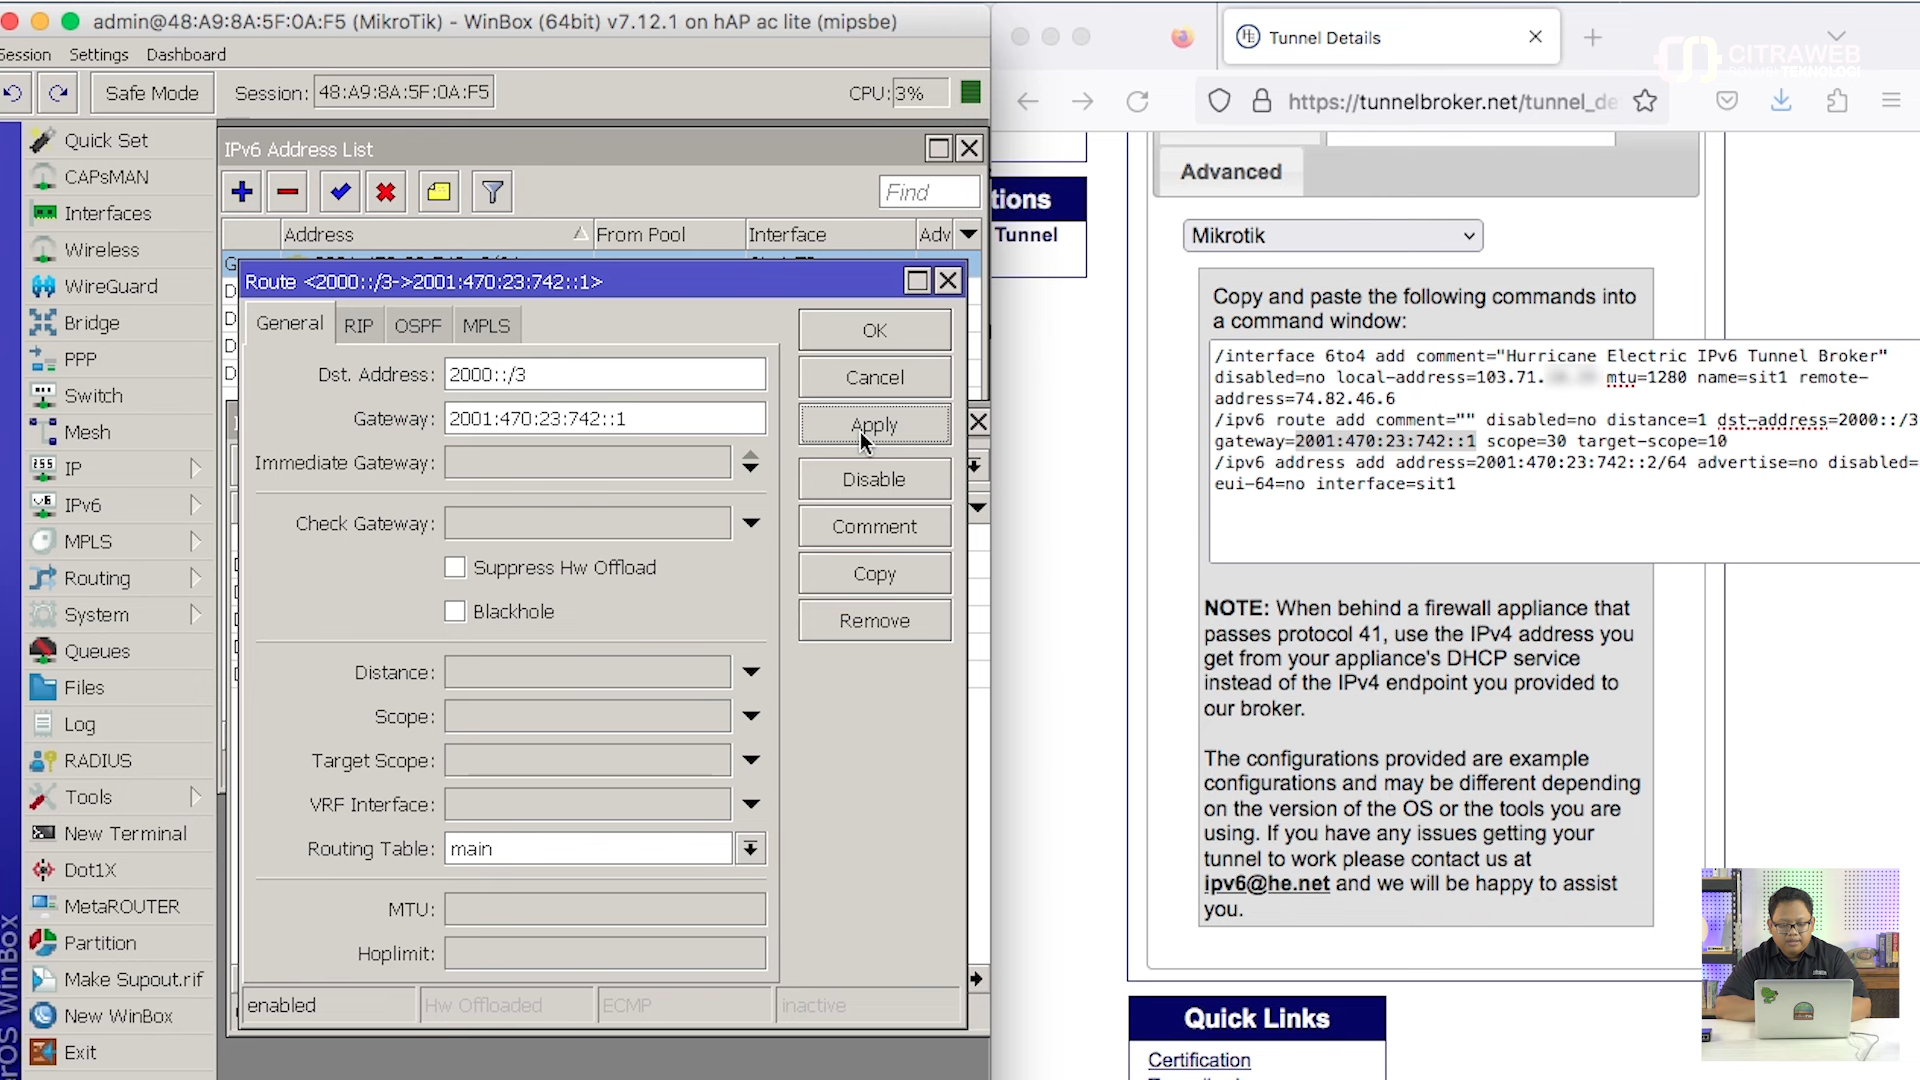 admin@48:A9:8A:5F:0A:F5 (MikroTik) - WinBox (64bit) v7.12.1 on hAP ac lite (mipsbe)
Session Settings Dashboard
Safe Mode Session: 48:A9:8A:5F:0A:F5 CPU: 3%
Quick Set
CAPsMAN
Interfaces
Wireless
WireGuard
Bridge
PPP
Switch
Mesh
IP
IPv6
MPLS
Routing
System
Queues
Files
Log
RADIUS
Tools
New Terminal
Dot1X
MetaROUTER
Partition
Make Supout.rif
New WinBox
Exit
OS WinBox
IPv6 Address List
Find
Address From Pool Interface Adv
G
D
D
D
D
Route <2000::/3->2001:470:23:742::1>
General RIP OSPF MPLS
Dst. Address: 2000::/3
Gateway: 2001:470:23:742::1
Immediate Gateway:
Check Gateway:
Suppress Hw Offload
Blackhole
Distance:
Scope:
Target Scope:
VRF Interface:
Routing Table: main
MTU:
Hoplimit:
enabled Hw Offloaded ECMP inactive
OK
Cancel
Apply
Disable
Comment
Copy
Remove
Tunnel Details
CITRAWEB
SOLUSI TEKNOLOGI
https://tunnelbroker.net/tunnel_de
tions
Tunnel
Advanced
Mikrotik
Copy and paste the following commands into
a command window:
/interface 6to4 add comment="Hurricane Electric IPv6 Tunnel Broker"
disabled=no local-address=103.71. mtu=1280 name=sit1 remote-
address=74.82.46.6
/ipv6 route add comment="" disabled=no distance=1 dst-address=2000::/3
gateway=2001:470:23:742::1 scope=30 target-scope=10
/ipv6 address add address=2001:470:23:742::2/64 advertise=no disabled=
eui-64=no interface=sit1
NOTE: When behind a firewall appliance that
passes protocol 41, use the IPv4 address you
get from your appliance's DHCP service
instead of the IPv4 endpoint you provided to
our broker.
The configurations provided are example
configurations and may be different depending
on the version of the OS or the tools you are
using. If you have any issues getting your
tunnel to work please contact us at
ipv6@he.net and we will be happy to assist
you.
Quick Links
Certification